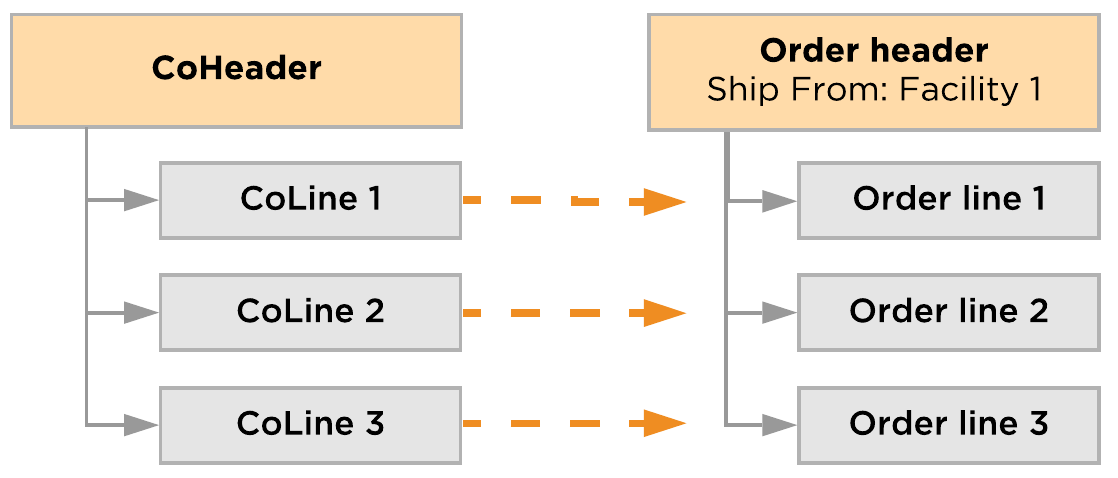 CoHeader
CoLine 1
CoLine 2
CoLine 3
Order header
Ship From: Facility 1
Order line 1
Order line 2
Order line 3